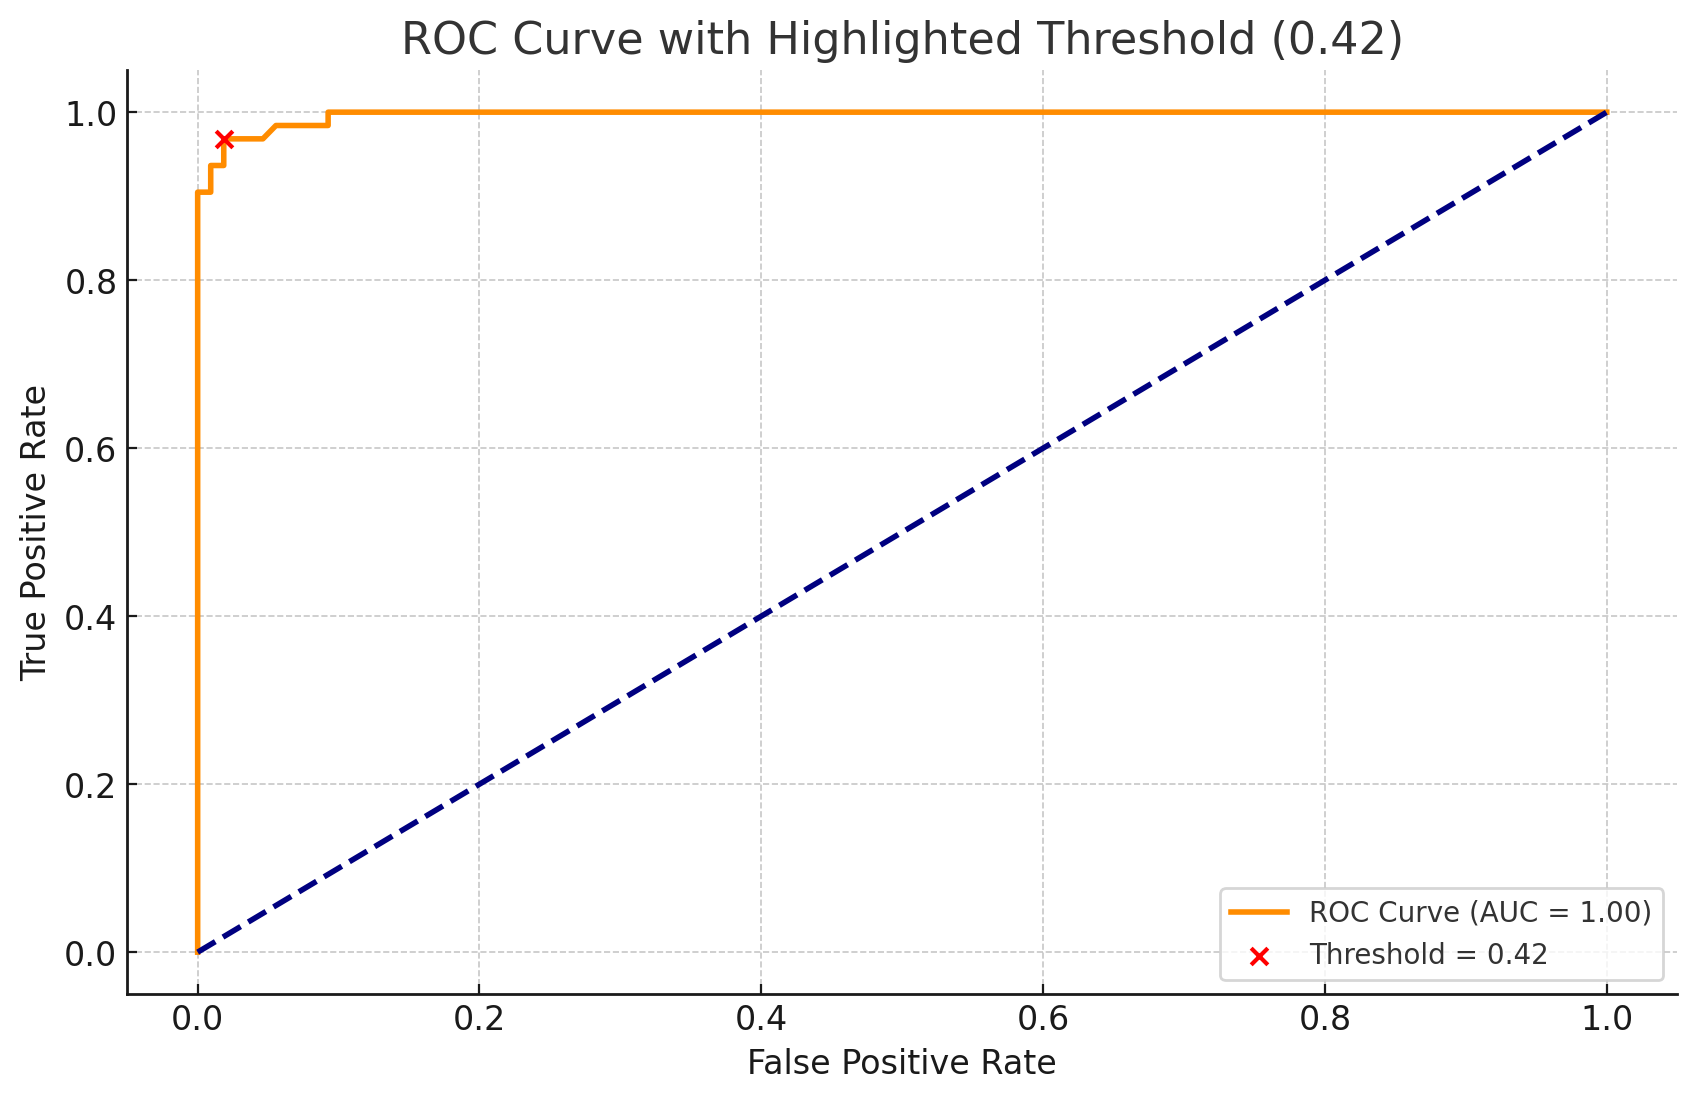 ROC Curve with Highlighted Threshold (0.42)
True Positive Rate
1.0
0.8
0.6
0.4
0.2
0.0
0.0 0.2 0.4 0.6 0.8 1.0
False Positive Rate
ROC Curve (AUC = 1.00)
Threshold = 0.42